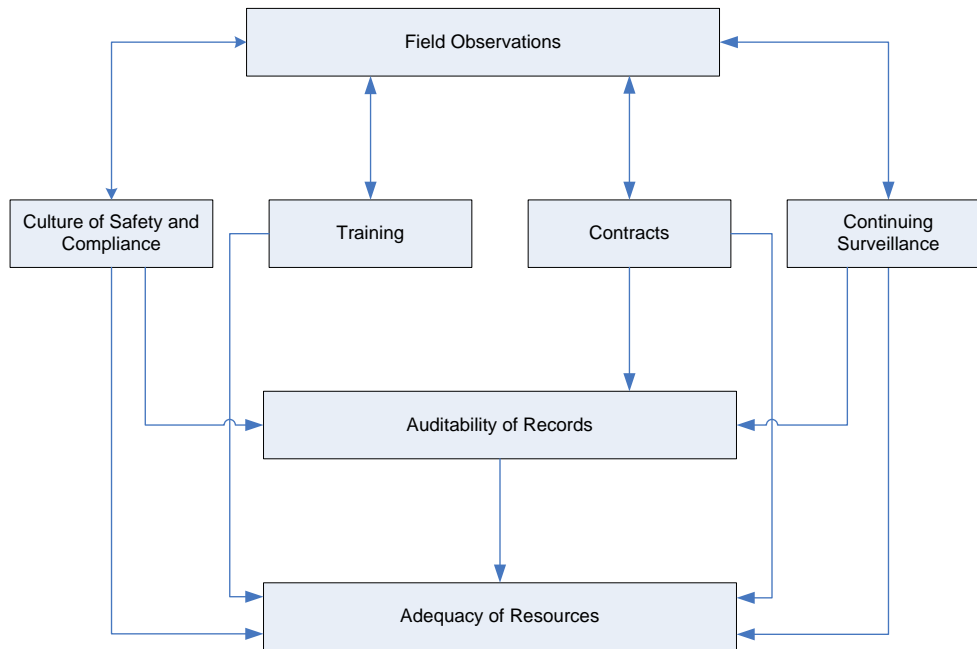 Field Observations
Culture of Safety and
Compliance
Training
Contracts
Continuing
Surveillance
Auditability of Records
Adequacy of Resources